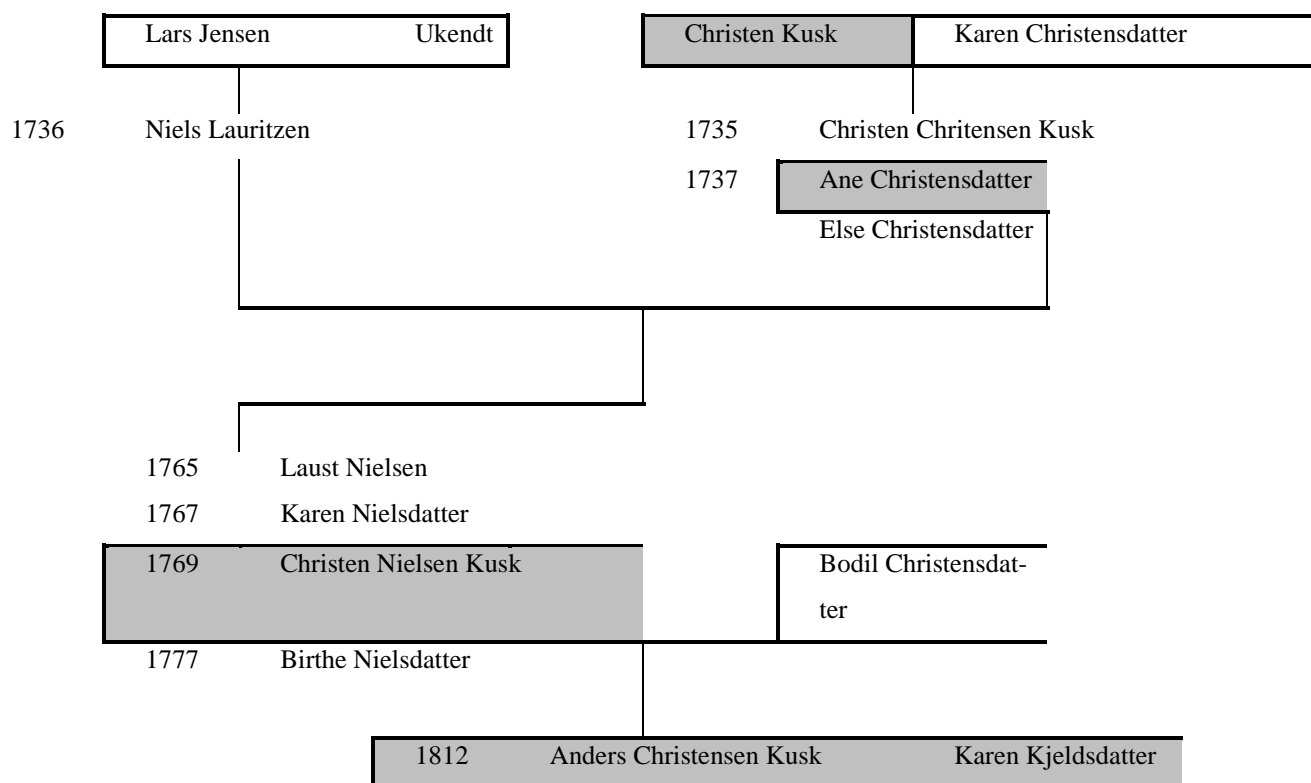 Lars Jensen Ukendt Christen Kusk Karen Christensdatter
1736 Niels Lauritzen 1735 Christen Chritensen Kusk
1737 Ane Christensdatter
Else Christensdatter
1765 Laust Nielsen
1767 Karen Nielsdatter
1769 Christen Nielsen Kusk Bodil Christensdat-
ter
1777 Birthe Nielsdatter
1812 Anders Christensen Kusk Karen Kjeldsdatter